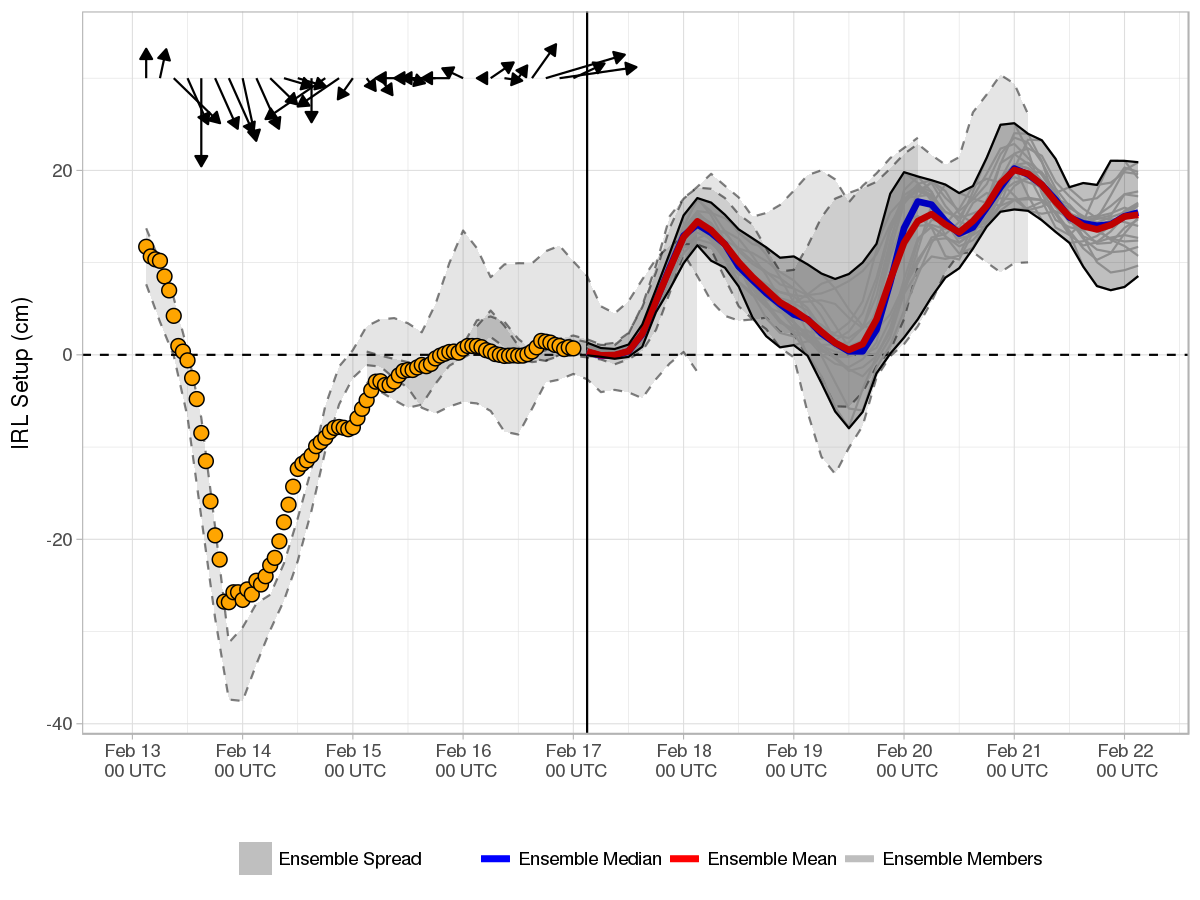 IRL Setup (cm)
20
0
-20
-40
Feb 13 Feb 14 Feb 15 Feb 16 Feb 17 Feb 18 Feb 19 Feb 20 Feb 21 Feb 22
00 UTC 00 UTC 00 UTC 00 UTC 00 UTC 00 UTC 00 UTC 00 UTC 00 UTC 00 UTC
Ensemble Spread Ensemble Median Ensemble Mean Ensemble Members